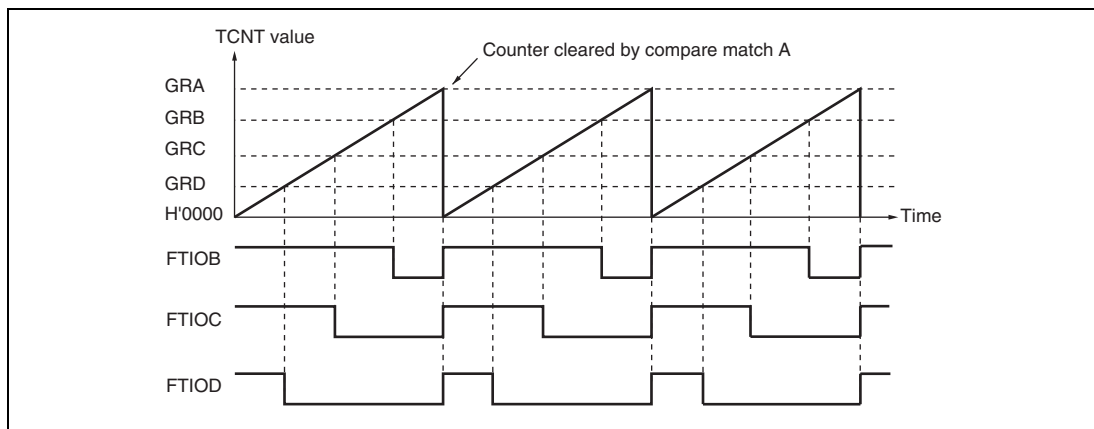 TCNT value
Counter cleared by compare match A
GRA
GRB
GRC
GRD
H'0000
Time
FTIOB
FTIOC
FTIOD